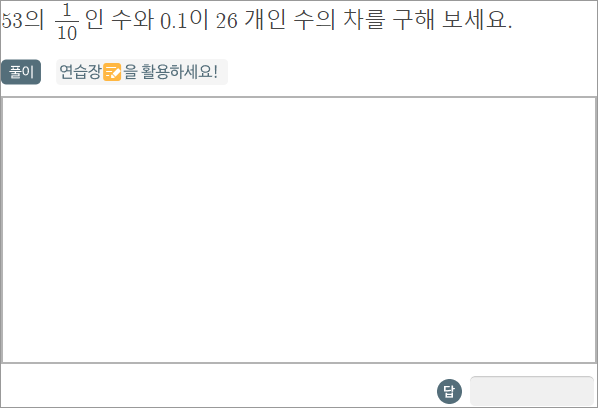 53의 1/10 인 수와 0.1이 26 개인 수의 차를 구해 보세요.
풀이 연습장을 활용하세요!
답